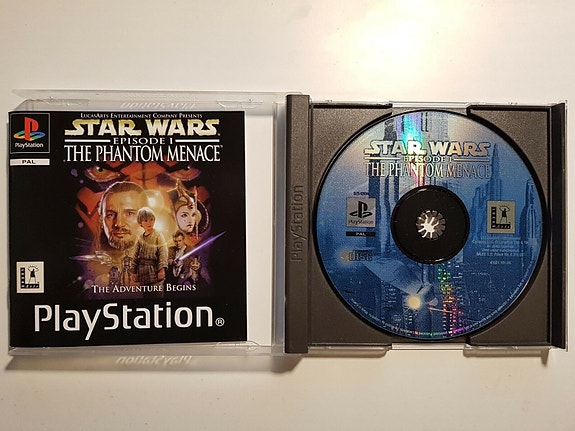 LucasArts Entertainment Company Presents
STAR WARS
EPISODE I
THE PHANTOM MENACE
PlayStation
PAL
THE ADVENTURE BEGINS
PlayStation®
PlayStation
STAR WARS
EPISODE I
THE PHANTOM MENACE
PlayStation
PAL
disc